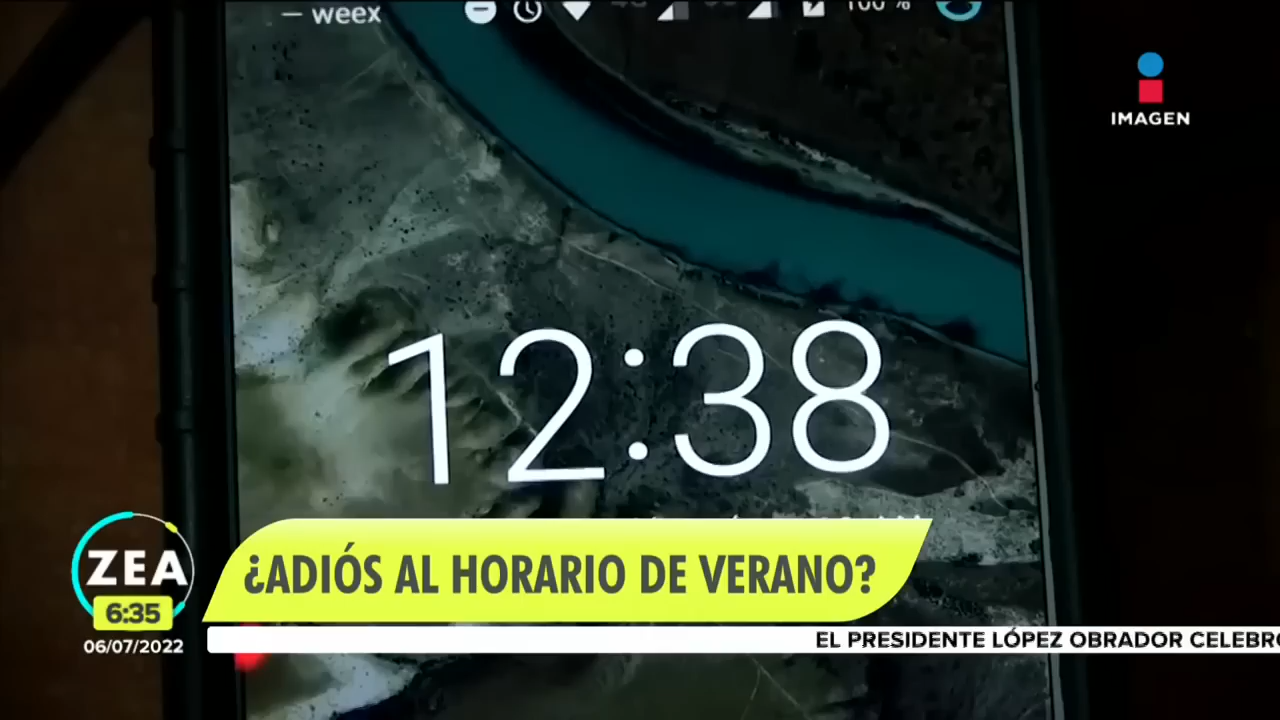 — weex
100 %
IMAGEN
12:38
¿ADIÓS AL HORARIO DE VERANO?
ZEA
6:35
06/07/2022
EL PRESIDENTE LÓPEZ OBRADOR CELEBRÓ